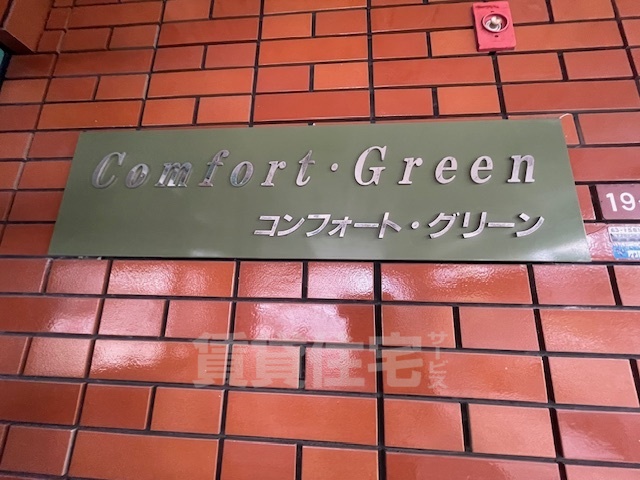 Comfort・Green
コンフォート・グリーン
19-
賃貸住宅サービス